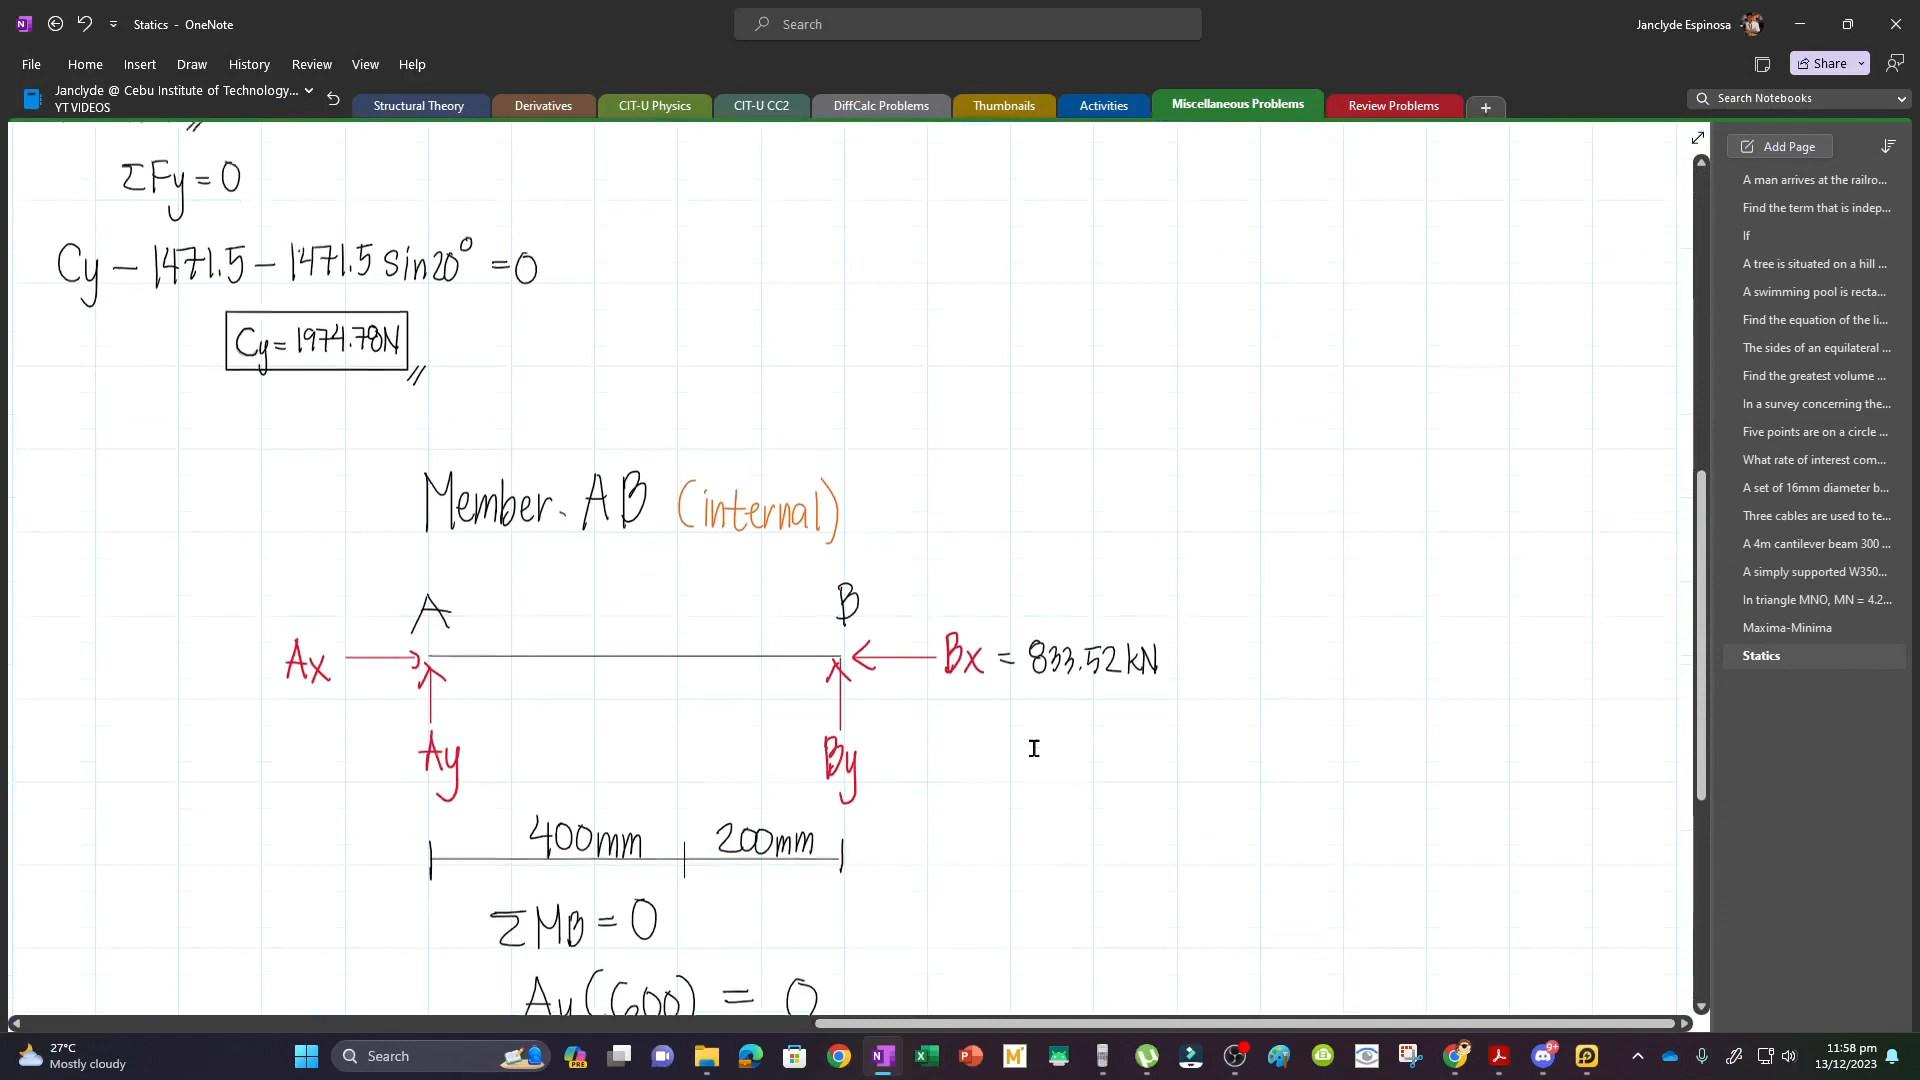 Statics - OneNote
Search
Janclyde Espinosa
File Home Insert Draw History Review View Help
Share
Janclyde @ Cebu Institute of Technology...
YT VIDEOS
Structural Theory Derivatives CIT-U Physics CIT-U CC2 DiffCalc Problems Thumbnails Activities Miscellaneous Problems Review Problems +
Search Notebooks
Add Page
A man arrives at the railro...
Find the term that is indep...
If
A tree is situated on a hill ...
A swimming pool is recta...
Find the equation of the li...
The sides of an equilateral ...
Find the greatest volume ...
In a survey concerning the...
Five points are on a circle ...
What rate of interest com...
A set of 16mm diameter b...
Three cables are used to te...
A 4m cantilever beam 300 ...
A simply supported W350...
In triangle MNO, MN = 4.2...
Maxima-Minima
Statics
ΣFy = 0
Cy - 1471.5 - 1471.5 sin20° = 0
Cy = 1974.78N
Member. AB (internal)
A B
Ax Bx = 833.52 kN
Ay By
400mm 200mm
ΣMB = 0
Ay(600) = 0
27°C
Mostly cloudy
Search
PRE
9+
11:58 pm
13/12/2023